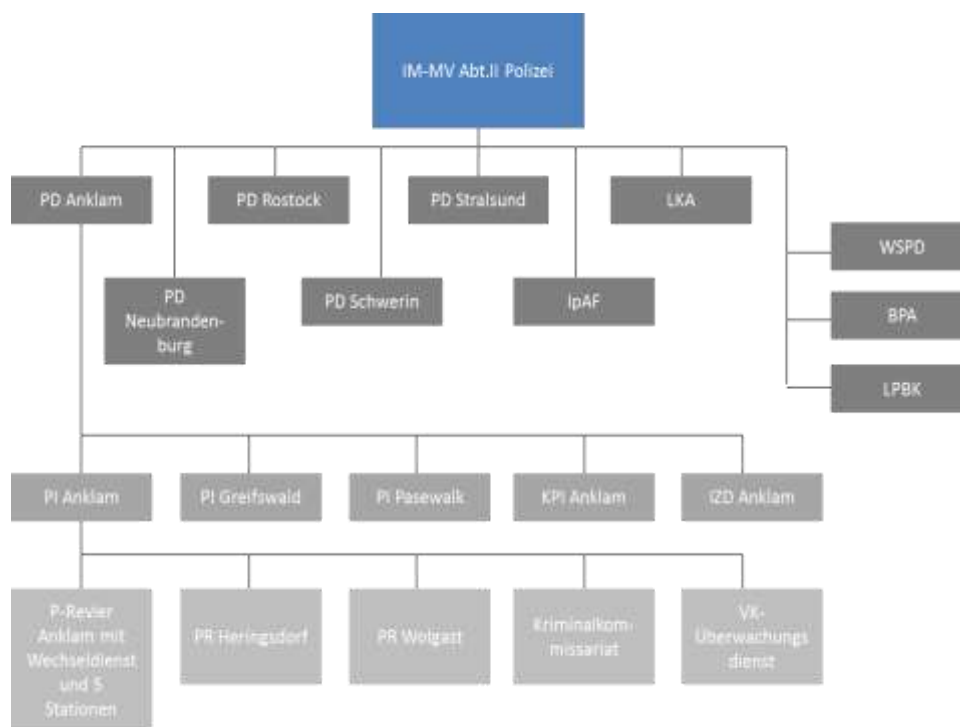 IM-MV Abt.II Polizei
PD Anklam
PD Rostock
PD Stralsund
LKA
WSPD
PD
Neubranden-
burg
PD Schwerin
IpAF
BPA
LPBK
PI Anklam
PI Greifswald
PI Pasewalk
KPI Anklam
IZD Anklam
P-Revier
Anklam mit
Wechseldienst
und 5
Stationen
PR Heringsdorf
PR Wolgast
Kriminalkom-
missariat
VK-
Überwachungs
dienst